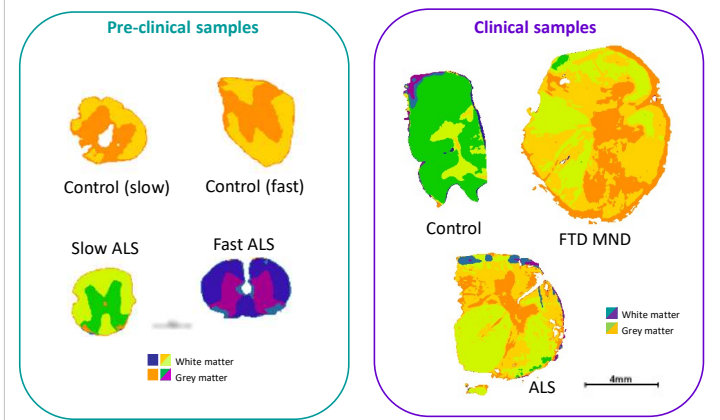 Pre-clinical samples
Control (slow)
Control (fast)
Slow ALS
Fast ALS
White matter
Grey matter
Clinical samples
Control
FTD MND
White matter
Grey matter
ALS
4mm